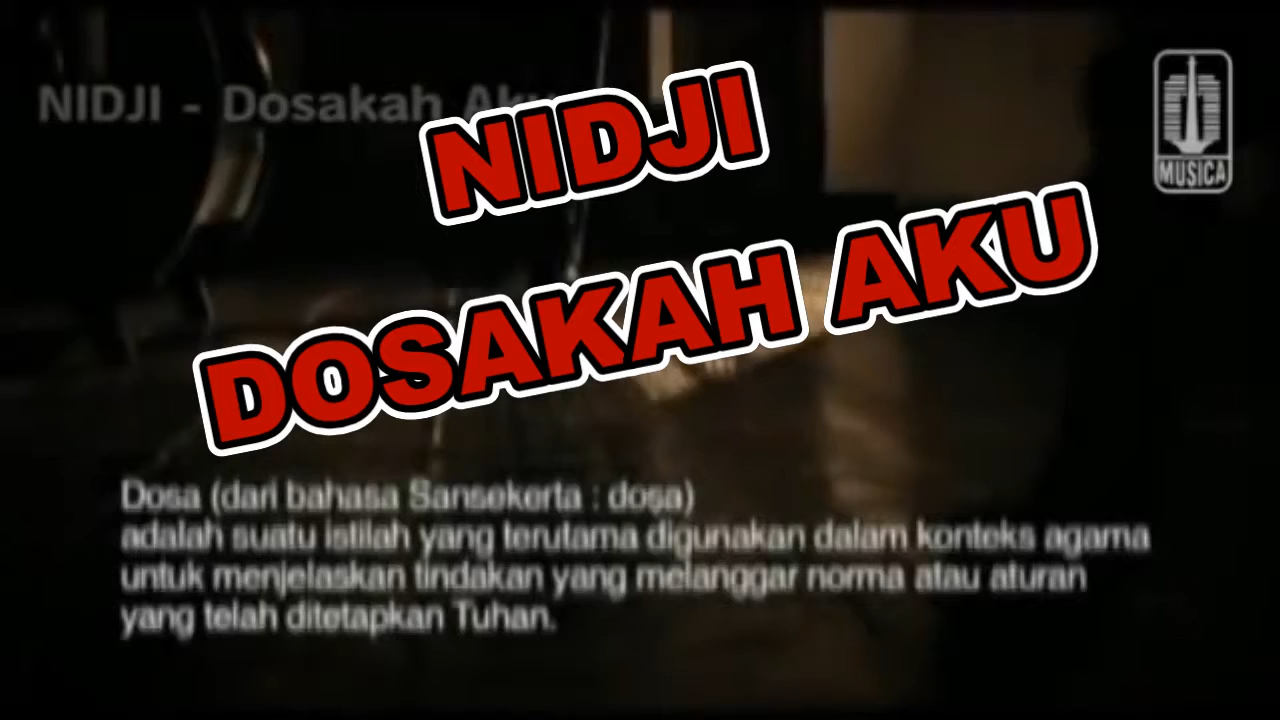 NIDJI - Dosakah Aku
NIDJI
DOSAKAH AKU
MUSICA
Dosa (dari bahasa Sansekerta : dosa)
adalah suatu istilah yang terutama digunakan dalam konteks agama
untuk menjelaskan tindakan yang melanggar norma atau aturan
yang telah ditetapkan Tuhan.